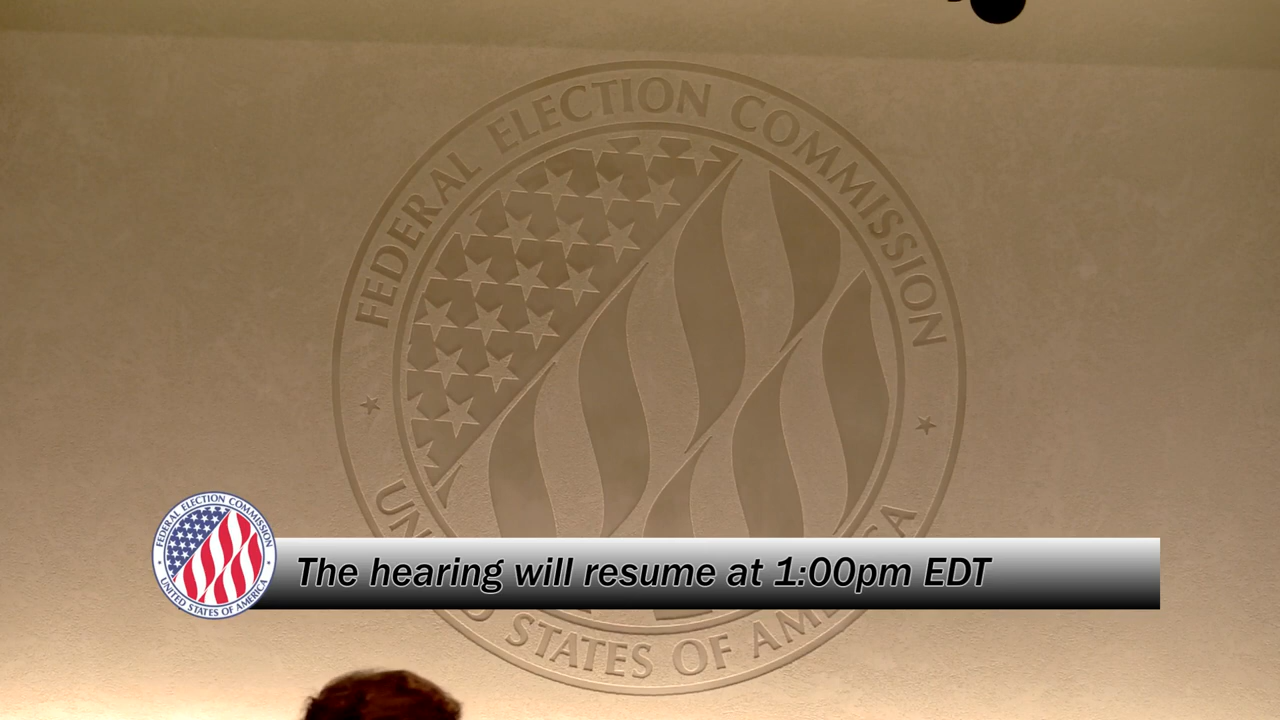 FEDERAL ELECTION COMMISSION
UNITED STATES OF AMERICA
The hearing will resume at 1:00pm EDT
FEDERAL ELECTION COMMISSION
UNITED STATES OF AMERICA